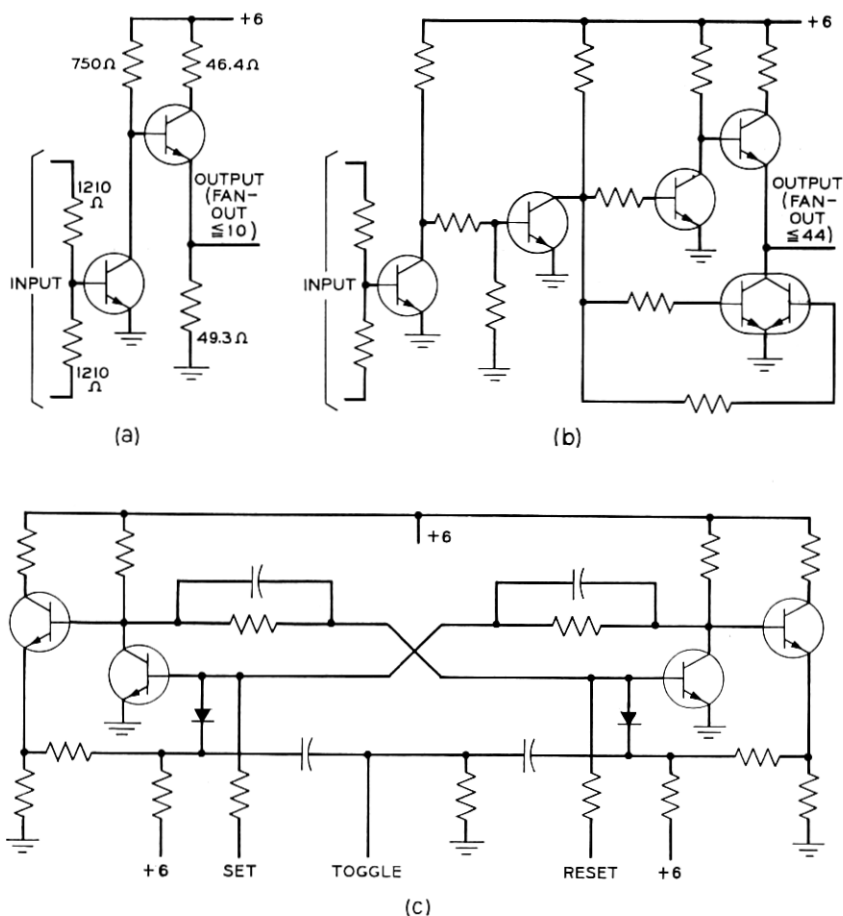 +6
750Ω
46.4Ω
1210
Ω
INPUT
1210
Ω
OUTPUT
(FAN-
OUT
≦10)
49.3Ω
(a)
+6
INPUT
OUTPUT
(FAN-
OUT
≦44)
(b)
+6
+6
SET
TOGGLE
RESET
+6
(c)